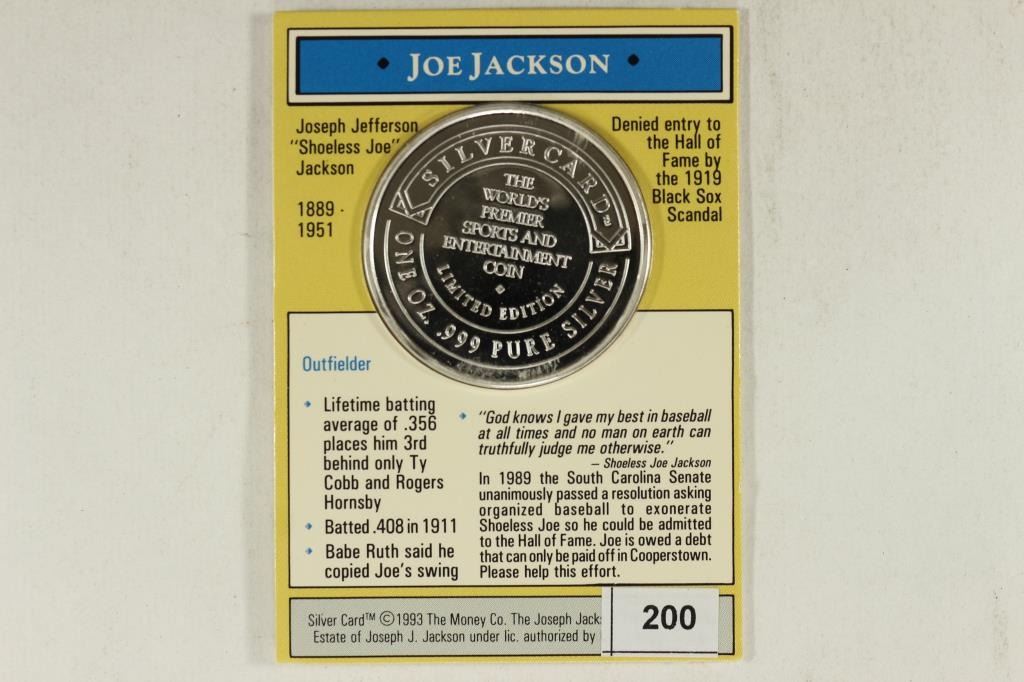 JOE JACKSON
Joseph Jefferson
"Shoeless Joe"
Jackson
1889 -
1951
Denied entry to
the Hall of
Fame by
the 1919
Black Sox
Scandal
SILVERCARD™
THE
WORLD'S
PREMIER
SPORTS AND
ENTERTAINMENT
COIN
LIMITED EDITION
ONE OZ. .999 PURE SILVER
Outfielder
Lifetime batting
average of .356
places him 3rd
behind only Ty
Cobb and Rogers
Hornsby
Batted .408 in 1911
Babe Ruth said he
copied Joe's swing
"God knows I gave my best in baseball
at all times and no man on earth can
truthfully judge me otherwise."
– Shoeless Joe Jackson
In 1989 the South Carolina Senate
unanimously passed a resolution asking
organized baseball to exonerate
Shoeless Joe so he could be admitted
to the Hall of Fame. Joe is owed a debt
that can only be paid off in Cooperstown.
Please help this effort.
Silver Card™ ©1993 The Money Co. The Joseph Jack
Estate of Joseph J. Jackson under lic. authorized by
200